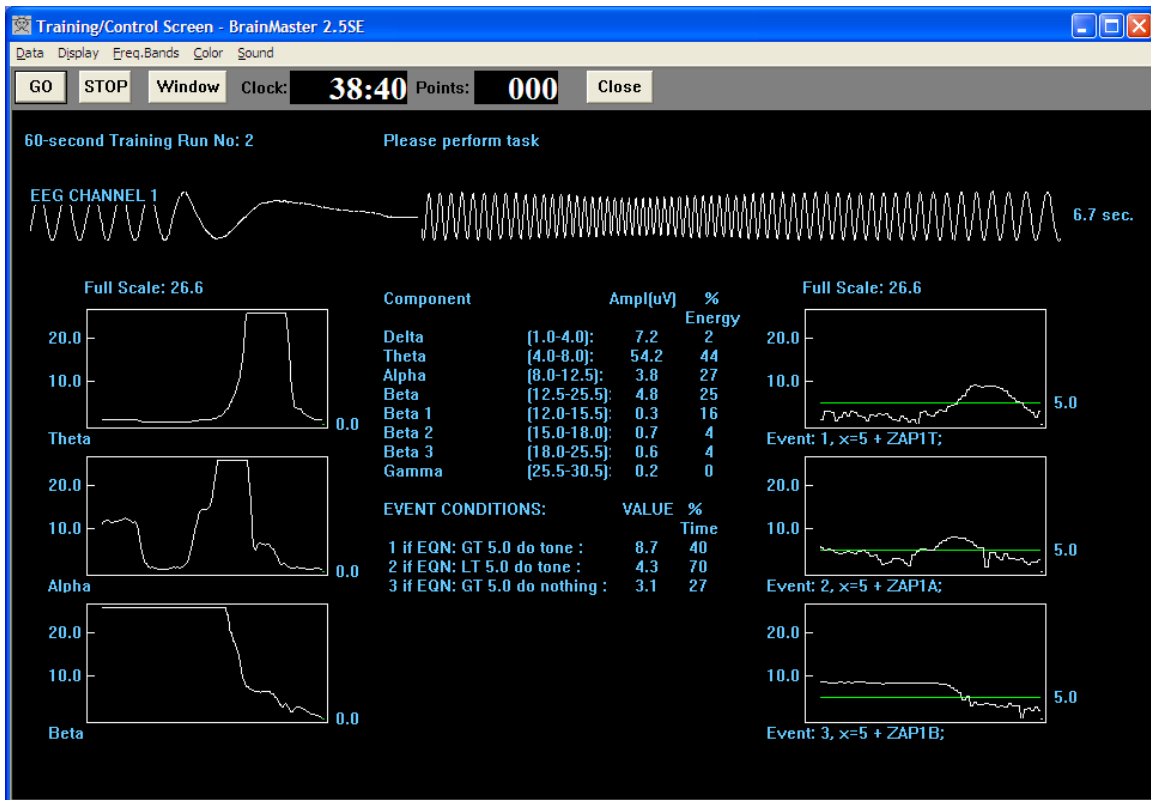 Training/Control Screen - BrainMaster 2.5SE
Data Display Freq.Bands Color Sound
GO STOP Window Clock: 38:40 Points: 000 Close
60-second Training Run No: 2 Please perform task
EEG CHANNEL 1
6.7 sec.
Full Scale: 26.6
20.0
10.0
0.0
Theta
20.0
10.0
0.0
Alpha
20.0
10.0
0.0
Beta
Component Ampl(uV) %
Energy
Delta (1.0-4.0): 7.2 2
Theta (4.0-8.0): 54.2 44
Alpha (8.0-12.5): 3.8 27
Beta (12.5-25.5): 4.8 25
Beta 1 (12.0-15.5): 0.3 16
Beta 2 (15.0-18.0): 0.7 4
Beta 3 (18.0-25.5): 0.6 4
Gamma (25.5-30.5): 0.2 0
EVENT CONDITIONS: VALUE %
Time
1 if EQN: GT 5.0 do tone : 8.7 40
2 if EQN: LT 5.0 do tone : 4.3 70
3 if EQN: GT 5.0 do nothing : 3.1 27
Full Scale: 26.6
20.0
10.0
5.0
Event: 1, x=5 + ZAP1T;
20.0
10.0
5.0
Event: 2, x=5 + ZAP1A;
20.0
10.0
5.0
Event: 3, x=5 + ZAP1B;